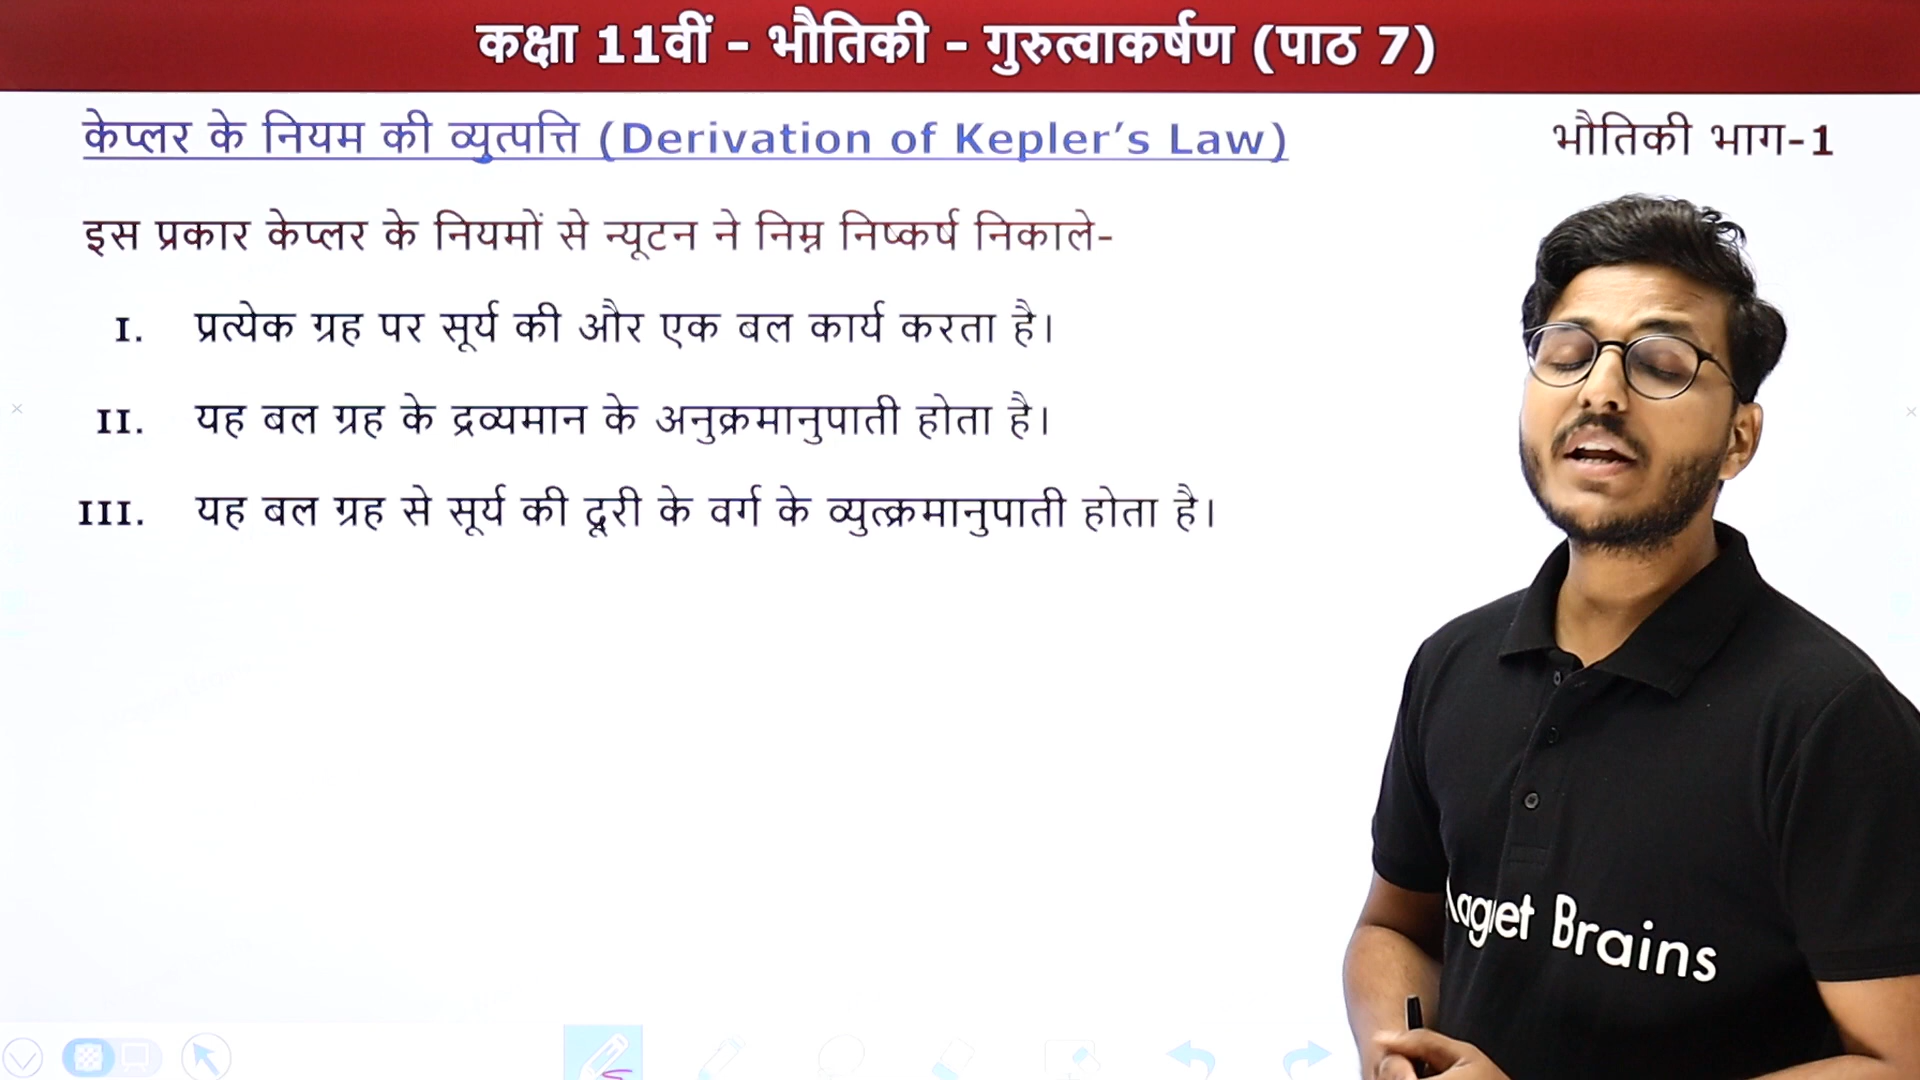 कक्षा 11वीं - भौतिकी - गुरुत्वाकर्षण (पाठ 7)
केप्लर के नियम की व्युत्पत्ति (Derivation of Kepler’s Law)
भौतिकी भाग-1
इस प्रकार केप्लर के नियमों से न्यूटन ने निम्न निष्कर्ष निकाले-
I. प्रत्येक ग्रह पर सूर्य की और एक बल कार्य करता है।
II. यह बल ग्रह के द्रव्यमान के अनुक्रमानुपाती होता है।
III. यह बल ग्रह से सूर्य की दूरी के वर्ग के व्युत्क्रमानुपाती होता है।
Brains